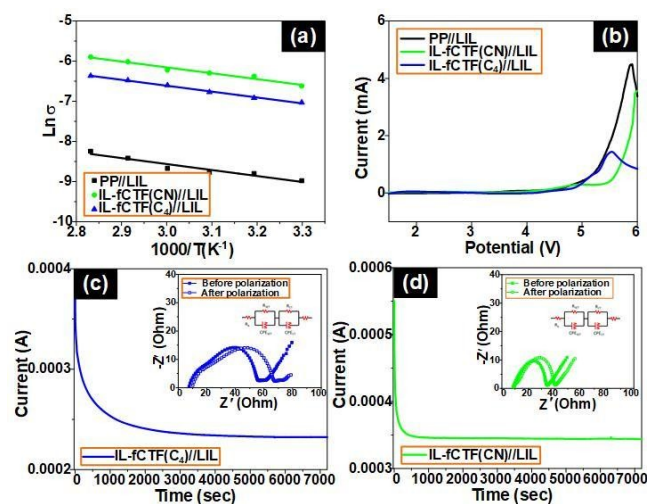 (a)
-5
-6
-7
-8
-9
-10
Ln σ
PP//LIL
IL-fCTF(CN)//LIL
IL-fCTF(C4)//LIL
2.8 2.9 3.0 3.1 3.2 3.3 3.4
1000/T(K-1)
(b)
6
4
2
0
Current (mA)
PP//LIL
IL-fCTF(CN)//LIL
IL-fCTF(C4)//LIL
2 3 4 5 6
Potential (V)
(c)
0.0004
0.0003
0.0002
Current (A)
Before polarization
After polarization
40
30
20
10
0
-Z' (Ohm)
0 20 40 60 80 100
Z' (Ohm)
IL-fCTF(C4)//LIL
0 1000 2000 3000 4000 5000 6000 7000
Time (sec)
(d)
0.0006
0.0005
0.0004
0.0003
Current (A)
Before polarization
After polarization
40
30
20
10
0
-Z' (Ohm)
0 20 40 60 80 100
Z' (Ohm)
IL-fCTF(CN)//LIL
0 1000 2000 3000 4000 5000 6000 7000
Time (sec)